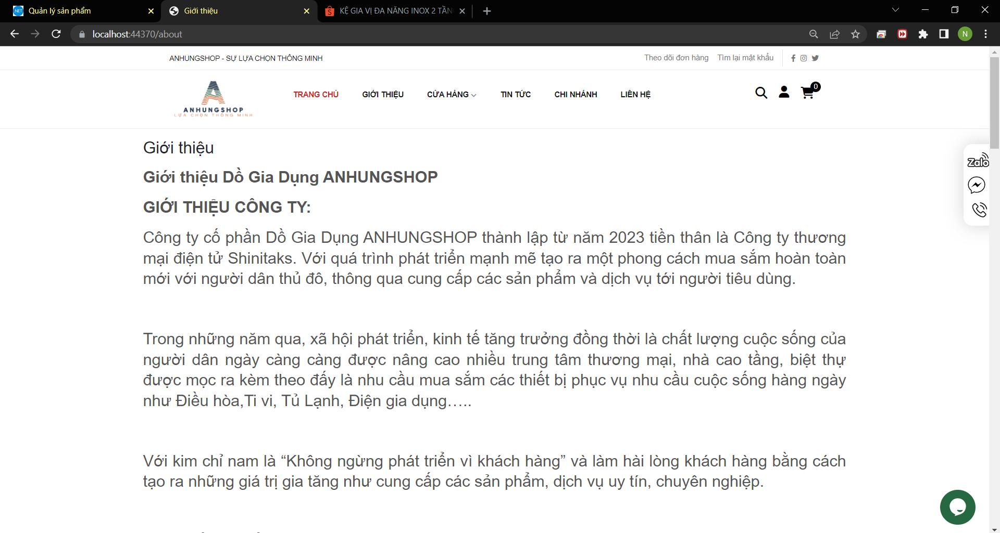 Quản lý sản phẩm
Giới thiệu
KỆ GIA VỊ ĐA NĂNG INOX 2 TẦN
localhost:44370/about
N
ANHUNGSHOP - SỰ LỰA CHỌN THÔNG MINH
Theo dõi đơn hàng Tìm lại mật khẩu
ANHUNGSHOP
LỰA CHỌN THÔNG MINH
TRANG CHỦ GIỚI THIỆU CỬA HÀNG TIN TỨC CHI NHÁNH LIÊN HỆ
0
Giới thiệu
Zalo
Giới thiệu Dồ Gia Dụng ANHUNGSHOP
GIỚI THIỆU CÔNG TY:
Công ty cố phần Dồ Gia Dụng ANHUNGSHOP thành lập từ năm 2023 tiền thân là Công ty thương
mại điện tử Shinitaks. Với quá trình phát triển mạnh mẽ tạo ra một phong cách mua sắm hoàn toàn
mới với người dân thủ đô, thông qua cung cấp các sản phẩm và dịch vụ tới người tiêu dùng.
Trong những năm qua, xã hội phát triển, kinh tế tăng trưởng đồng thời là chất lượng cuộc sống của
người dân ngày càng càng được nâng cao nhiều trung tâm thương mại, nhà cao tầng, biệt thự
được mọc ra kèm theo đấy là nhu cầu mua sắm các thiết bị phục vụ nhu cầu cuộc sống hàng ngày
như Điều hòa,Ti vi, Tủ Lạnh, Điện gia dụng…..
Với kim chỉ nam là “Không ngừng phát triển vì khách hàng” và làm hài lòng khách hàng bằng cách
tạo ra những giá trị gia tăng như cung cấp các sản phẩm, dịch vụ uy tín, chuyên nghiệp.